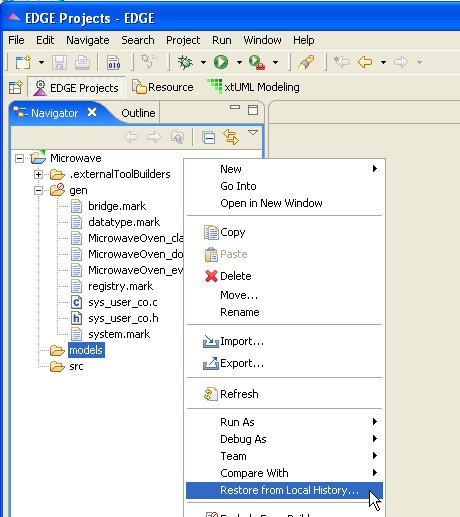 EDGE Projects - EDGE
File Edit Navigate Search Project Run Window Help
010
EDGE Projects Resource xtUML Modeling
Navigator Outline
Microwave
.externalToolBuilders
gen
bridge.mark
datatype.mark
MicrowaveOven_cla
MicrowaveOven_do
MicrowaveOven_ev
registry.mark
c sys_user_co.c
h sys_user_co.h
system.mark
models
src
New
Go Into
Open in New Window
Copy
Paste
Delete
Move...
Rename
Import...
Export...
Refresh
Run As
Debug As
Team
Compare With
Restore from Local History...